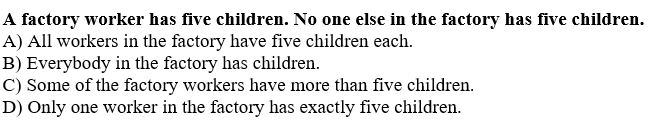 A factory worker has five children. No one else in the factory has five children.
A) All workers in the factory have five children each.
B) Everybody in the factory has children.
C) Some of the factory workers have more than five children.
D) Only one worker in the factory has exactly five children.